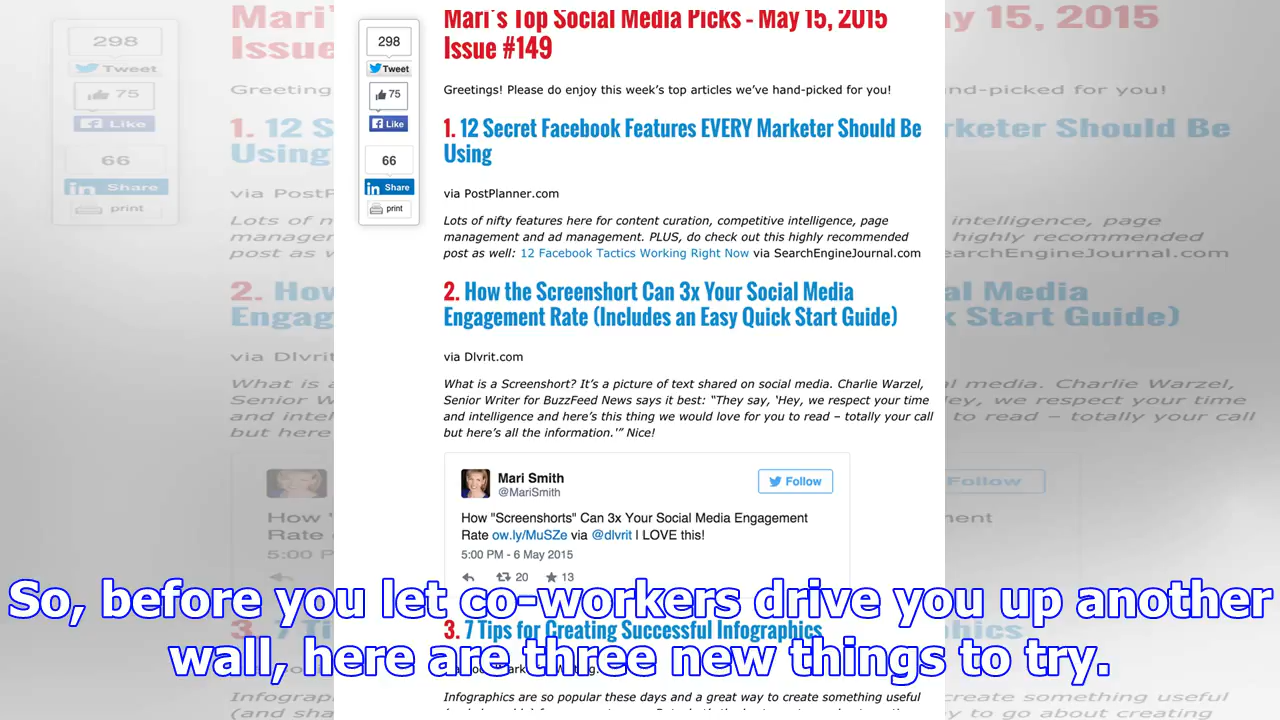 Mari's Top Social Media Picks - May 15, 2015
Issue #149
298
Tweet
75
Like
66
in Share
print
Greetings! Please do enjoy this week's top articles we've hand-picked for you!
1. 12 Secret Facebook Features EVERY Marketer Should Be
Using
via PostPlanner.com
Lots of nifty features here for content curation, competitive intelligence, page
management and ad management. PLUS, do check out this highly recommended
post as well: 12 Facebook Tactics Working Right Now via SearchEngineJournal.com
2. How the Screenshort Can 3x Your Social Media
Engagement Rate (Includes an Easy Quick Start Guide)
via Dlvrit.com
What is a Screenshort? It's a picture of text shared on social media. Charlie Warzel,
Senior Writer for BuzzFeed News says it best: “They say, ‘Hey, we respect your time
and intelligence and here's this thing we would love for you to read – totally your call
but here's all the information.'” Nice!
Mari Smith
@MariSmith
Follow
How "Screenshorts" Can 3x Your Social Media Engagement
Rate ow.ly/MuSZe via @dlvrit I LOVE this!
5:00 PM - 6 May 2015
20 13
So, before you let co-workers drive you up another
wall, here are three new things to try.
3. 7 Tips for Creating Successful Infographics
Infographics are so popular these days and a great way to create something useful